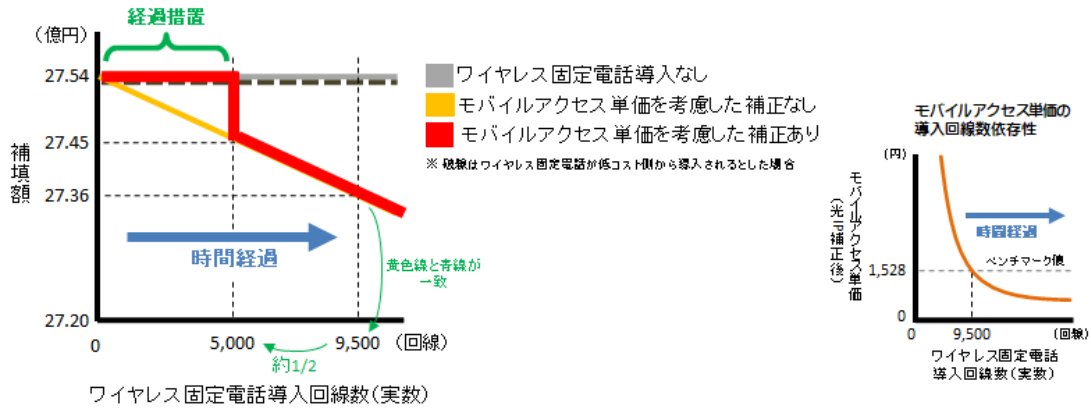 経過措置
(億円)
27.54
27.45
27.36
27.20
補填額
0
5,000
9,500
(回線)
時間経過
黄色線と青線が
一致
約1/2
ワイヤレス固定電話導入回線数(実数)
ワイヤレス固定電話導入なし
モバイルアクセス単価を考慮した補正なし
モバイルアクセス単価を考慮した補正あり
※ 破線はワイヤレス固定電話が低コスト側から導入されるとした場合
モバイルアクセス単価の
導入回線数依存性
(円)
モバイルアクセス単価
(光IP補正後)
時間経過
ベンチマーク値
1,528
0
0
9,500
(回線)
ワイヤレス固定電話
導入回線数(実数)